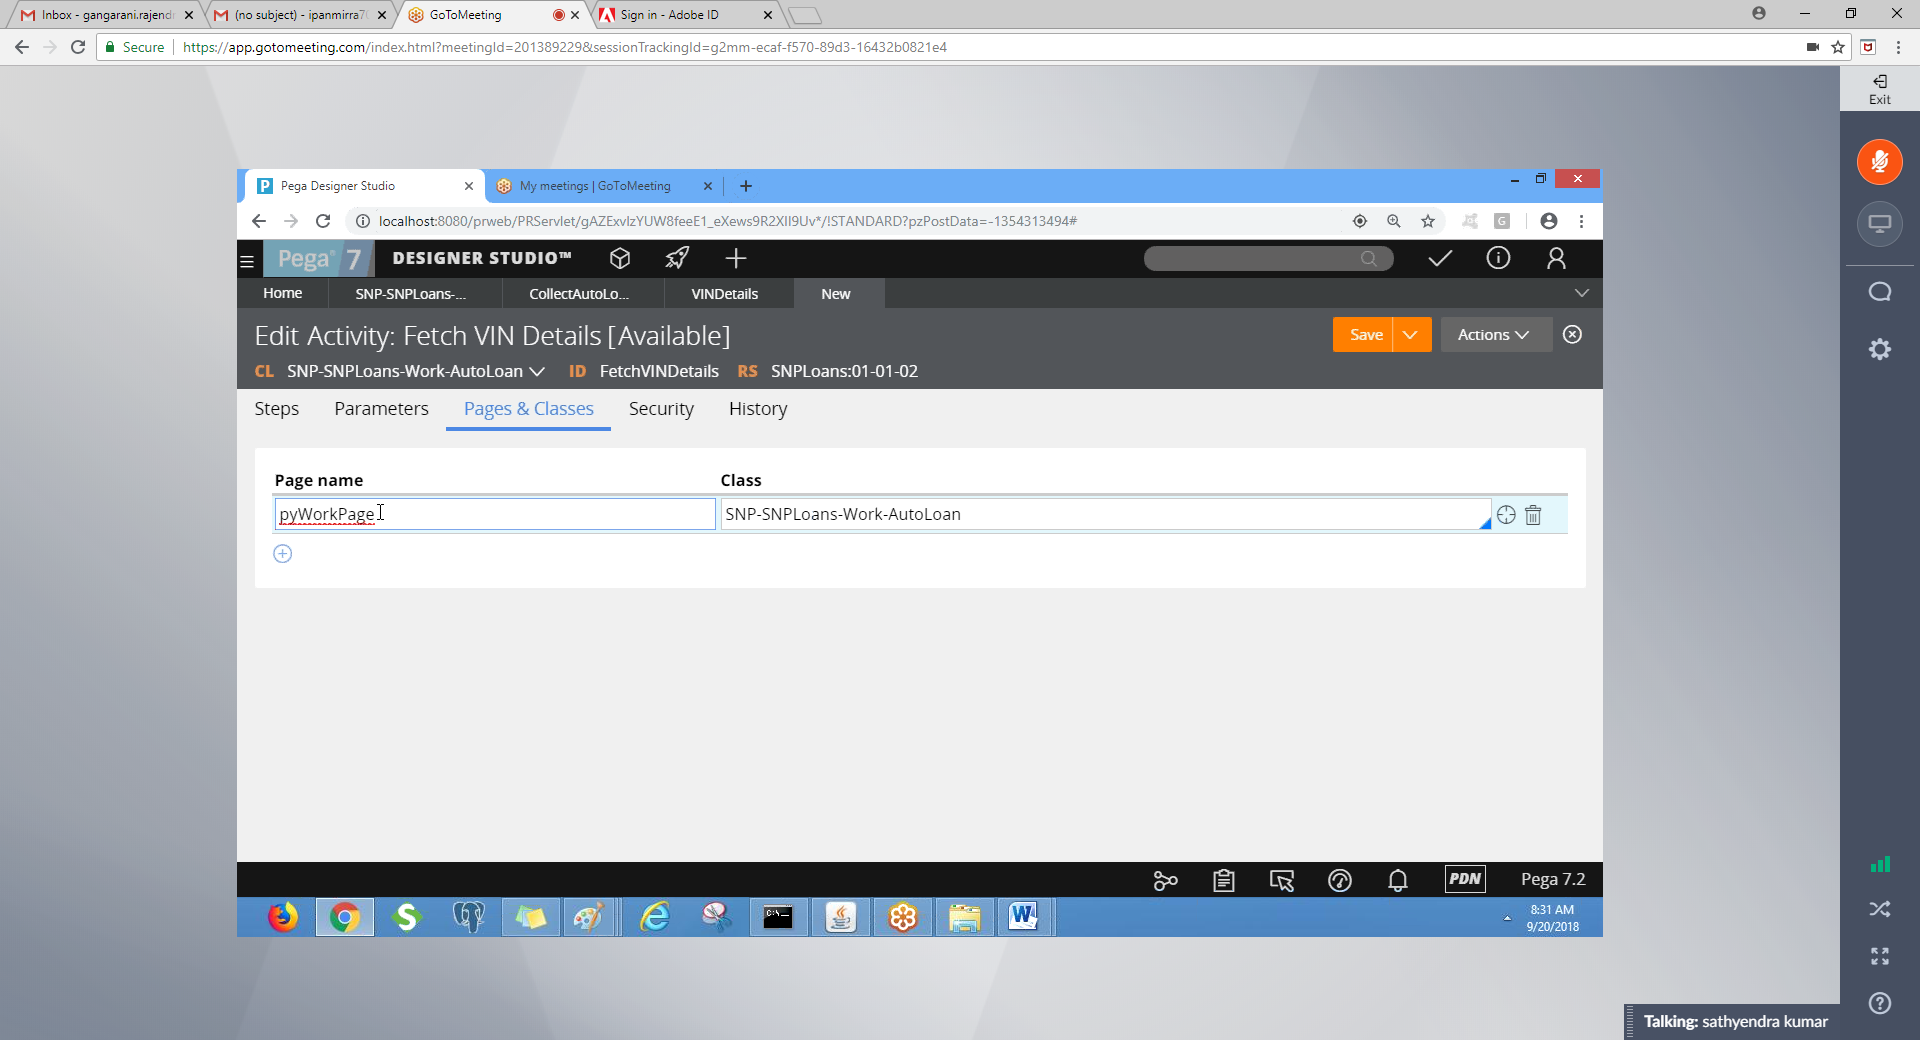 Inbox - gangarani.rajend
(no subject) - ipanmirra7
GoToMeeting
Sign in - Adobe ID
Secure
https://app.gotomeeting.com/index.html?meetingId=201389229&sessionTrackingId=g2mm-ecaf-f570-89d3-16432b0821e4
Exit
Pega Designer Studio
My meetings | GoToMeeting
localhost:8080/prweb/PRServlet/gAZExvIzYUW8feeE1_eXews9R2XII9Uv*/!STANDARD?pzPostData=-1354313494#
Pega 7
DESIGNER STUDIO™
Home
SNP-SNPLoans-...
CollectAutoLo...
VINDetails
New
Edit Activity: Fetch VIN Details [Available]
Save
Actions
CL SNP-SNPLoans-Work-AutoLoan ID FetchVINDetails RS SNPLoans:01-01-02
Steps
Parameters
Pages & Classes
Security
History
Page name
Class
pyWorkPage
SNP-SNPLoans-Work-AutoLoan
PDN
Pega 7.2
8:31 AM
9/20/2018
Talking: sathyendra kumar